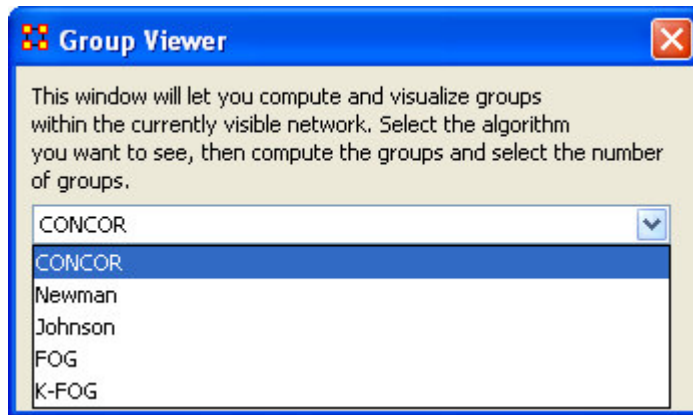 Group Viewer
This window will let you compute and visualize groups
within the currently visible network. Select the algorithm
you want to see, then compute the groups and select the number
of groups.
CONCOR
CONCOR
Newman
Johnson
FOG
K-FOG